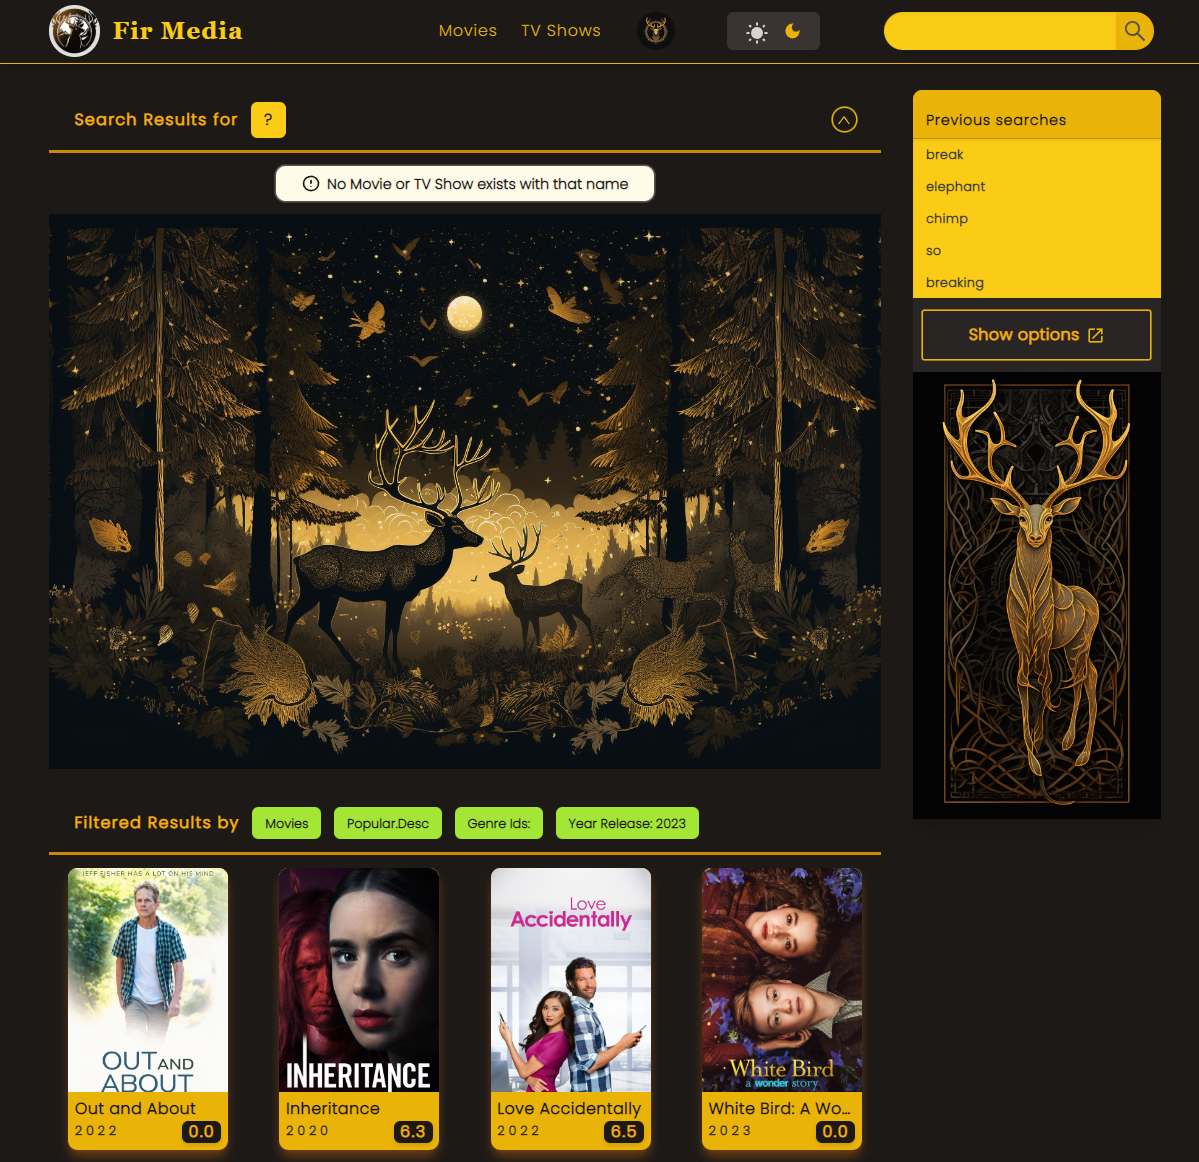 Fir Media
Movies
TV Shows
Search Results for
?
No Movie or TV Show exists with that name
Previous searches
break
elephant
chimp
so
breaking
Show options
Filtered Results by
Movies
Popular.Desc
Genre Ids:
Year Release: 2023
JEFF FISHER HAS A LOT ON HIS MIND
OUT AND
ABOUT
Out and About
2022
0.0
INHERITANCE
Inheritance
2020
6.3
Love
Accidentally
Love Accidentally
2022
6.5
White Bird
a wonder story
White Bird: A Wo...
2023
0.0